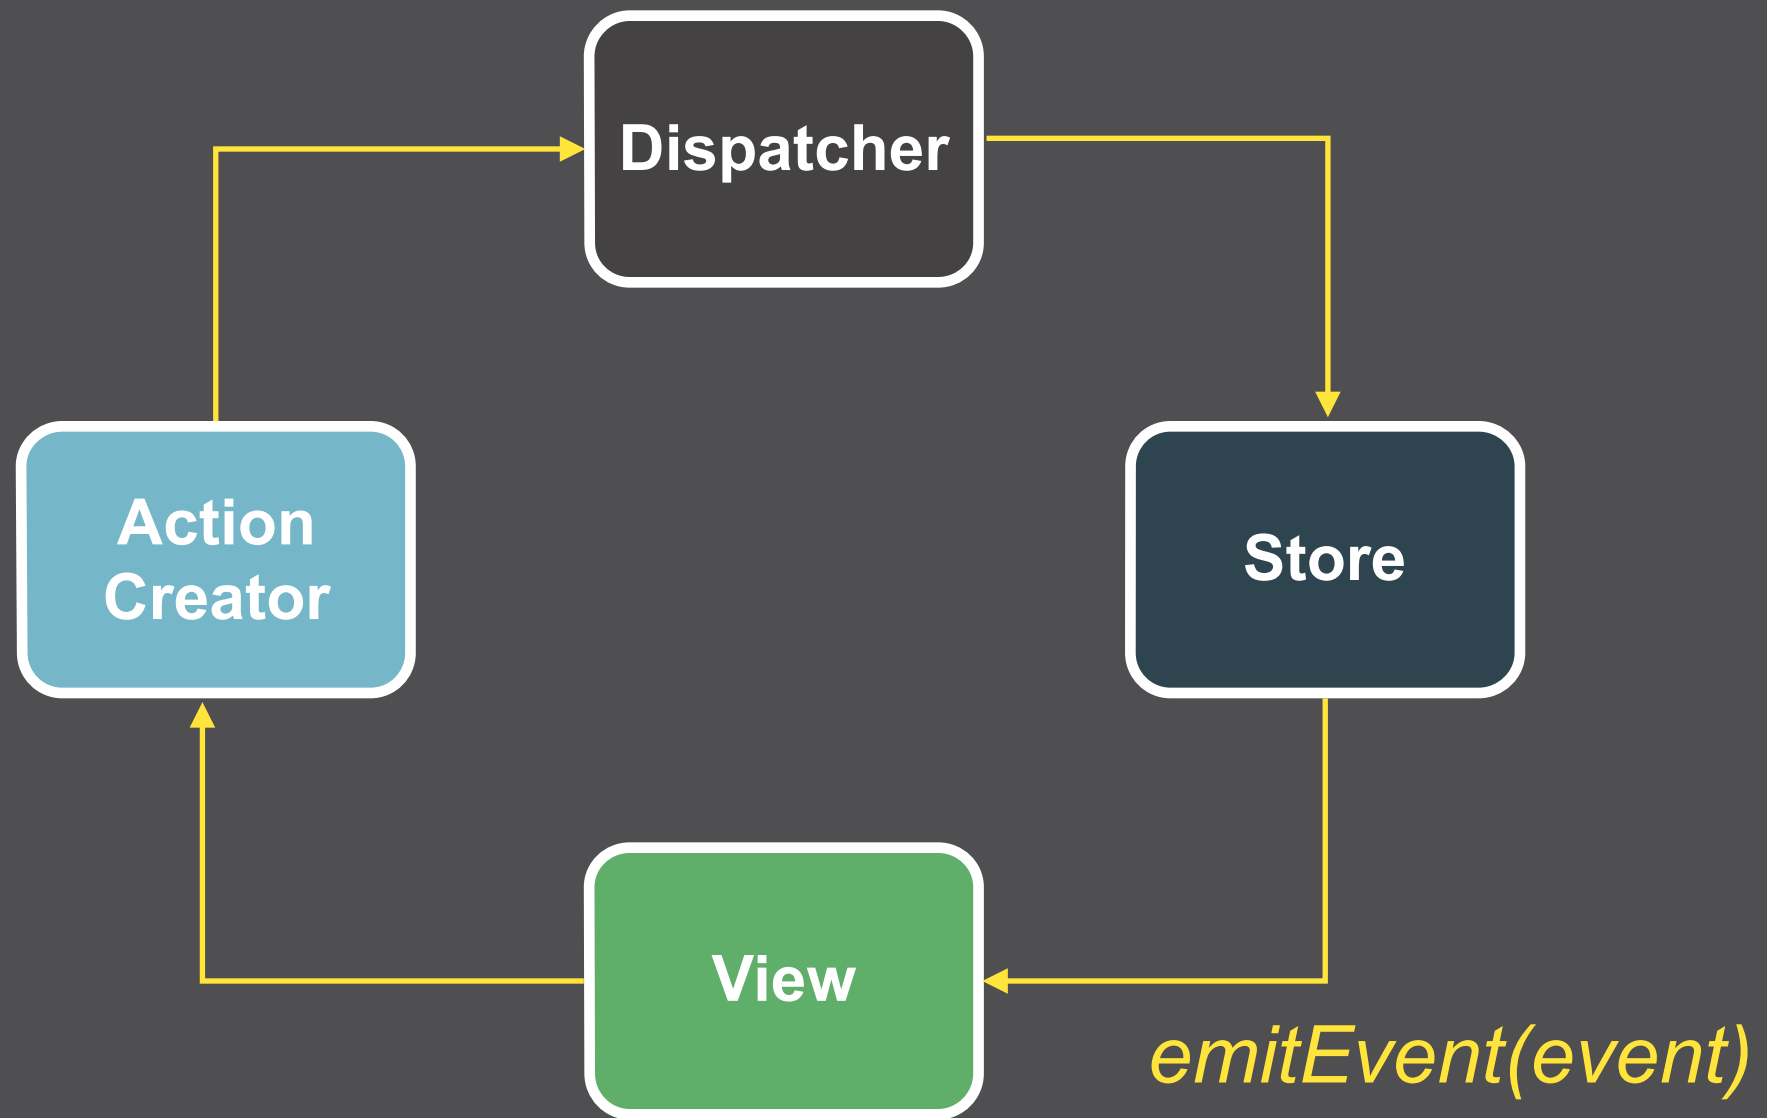 Dispatcher
Action
Creator
Store
View
emitEvent(event)